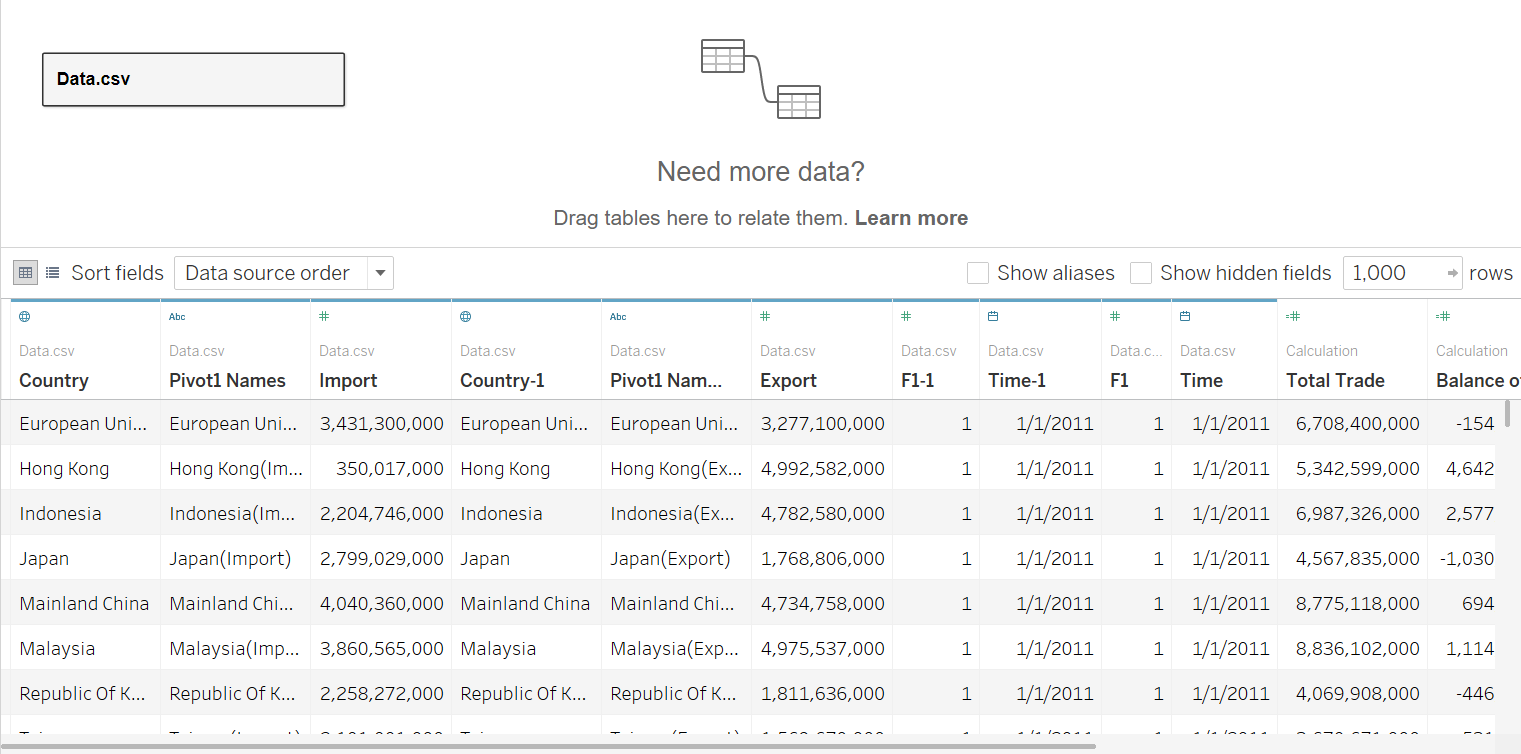 Data.csv
Need more data?
Drag tables here to relate them. Learn more
Sort fields Data source order Show aliases Show hidden fields 1,000 rows
Abc Abc
Data.csv Data.csv Data.csv Data.csv Data.csv Data.csv Data.csv Data.csv Data.c... Data.csv Calculation Calculation
Country Pivot1 Names Import Country-1 Pivot1 Nam... Export F1-1 Time-1 F1 Time Total Trade Balance
European Uni... European Uni... 3,431,300,000 European Uni... European Uni... 3,277,100,000 1 1/1/2011 1 1/1/2011 6,708,400,000 -154
Hong Kong Hong Kong(Im... 350,017,000 Hong Kong Hong Kong(Ex... 4,992,582,000 1 1/1/2011 1 1/1/2011 5,342,599,000 4,642
Indonesia Indonesia(Im... 2,204,746,000 Indonesia Indonesia(Ex... 4,782,580,000 1 1/1/2011 1 1/1/2011 6,987,326,000 2,577
Japan Japan(Import) 2,799,029,000 Japan Japan(Export) 1,768,806,000 1 1/1/2011 1 1/1/2011 4,567,835,000 -1,030
Mainland China Mainland Chi... 4,040,360,000 Mainland China Mainland Chi... 4,734,758,000 1 1/1/2011 1 1/1/2011 8,775,118,000 694
Malaysia Malaysia(Imp... 3,860,565,000 Malaysia Malaysia(Exp... 4,975,537,000 1 1/1/2011 1 1/1/2011 8,836,102,000 1,114
Republic Of K... Republic Of K... 2,258,272,000 Republic Of K... Republic Of K... 1,811,636,000 1 1/1/2011 1 1/1/2011 4,069,908,000 -446